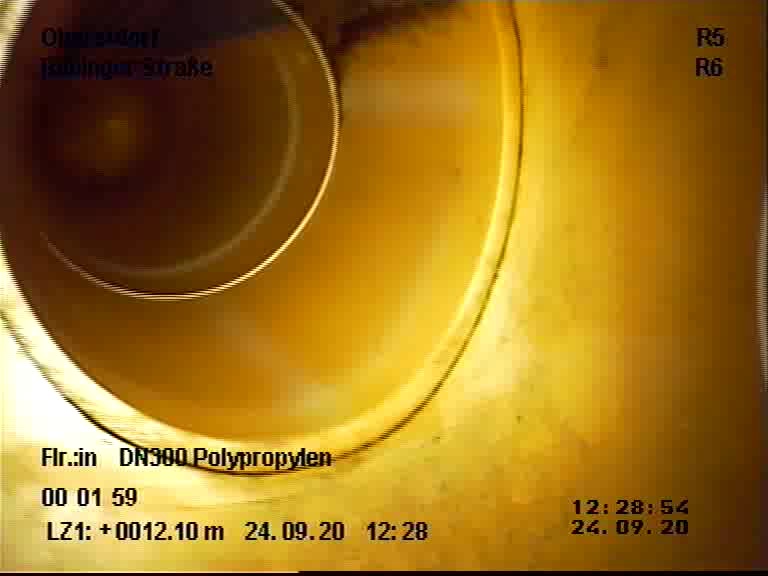 R5
Straße
R6
Flr.:in DN300 Polypropylen
00 01 59
LZ1: +0012.10 m 24.09.20 12:28
12:28:54
24.09.20